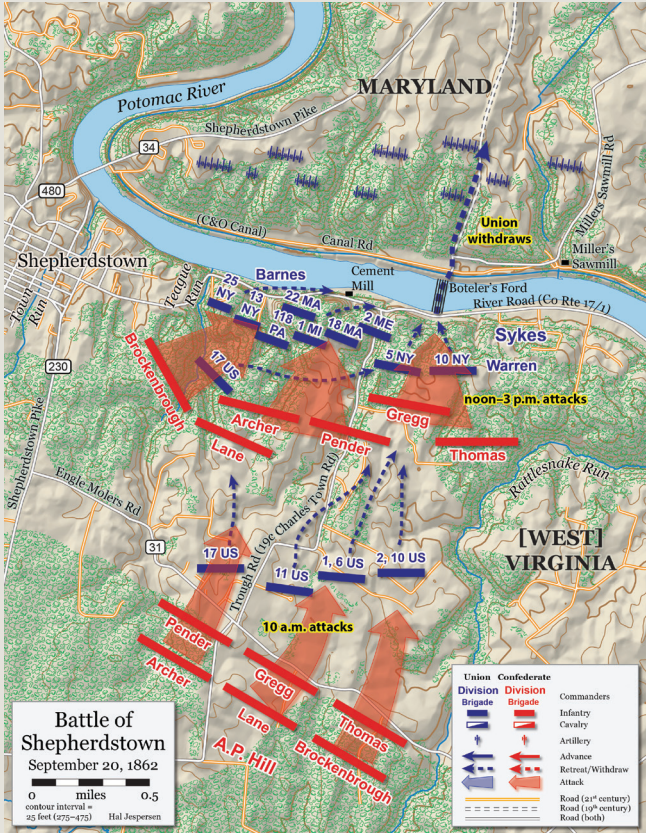 MARYLAND
Potomac River
Shepherdstown Pike
34
480
Millers Sawmill Rd
(C&O Canal)
Canal Rd
Union
withdraws
Miller's
Sawmill
Shepherdstown
Town
Run
Teague
Run
Barnes
Cement
Mill
Boteler's Ford
River Road (Co Rte 17/1)
25
NY
13
NY
22 MA
118
PA
1 MI
18 MA
2 ME
Sykes
5 NY
10 NY
Warren
17 US
230
Brockenbrough
noon–3 p.m. attacks
Archer
Gregg
Lane
Pender
Thomas
Shepherdstown Pike
Engle Molers Rd
Rattlesnake Run
Trough Rd (19c Charles Town Rd)
[WEST]
VIRGINIA
31
17 US
11 US
1, 6 US
2, 10 US
10 a.m. attacks
Pender
Archer
Gregg
Lane
Thomas
Brockenbrough
A.P. Hill
Battle of
Shepherdstown
September 20, 1862
0 miles 0.5
contour interval =
25 feet (275–475)
Hal Jespersen
Union Confederate
Division Division Commanders
Brigade Brigade
Infantry
Cavalry
Artillery
Advance
Retreat/Withdraw
Attack
Road (21st century)
Road (19th century)
Road (both)